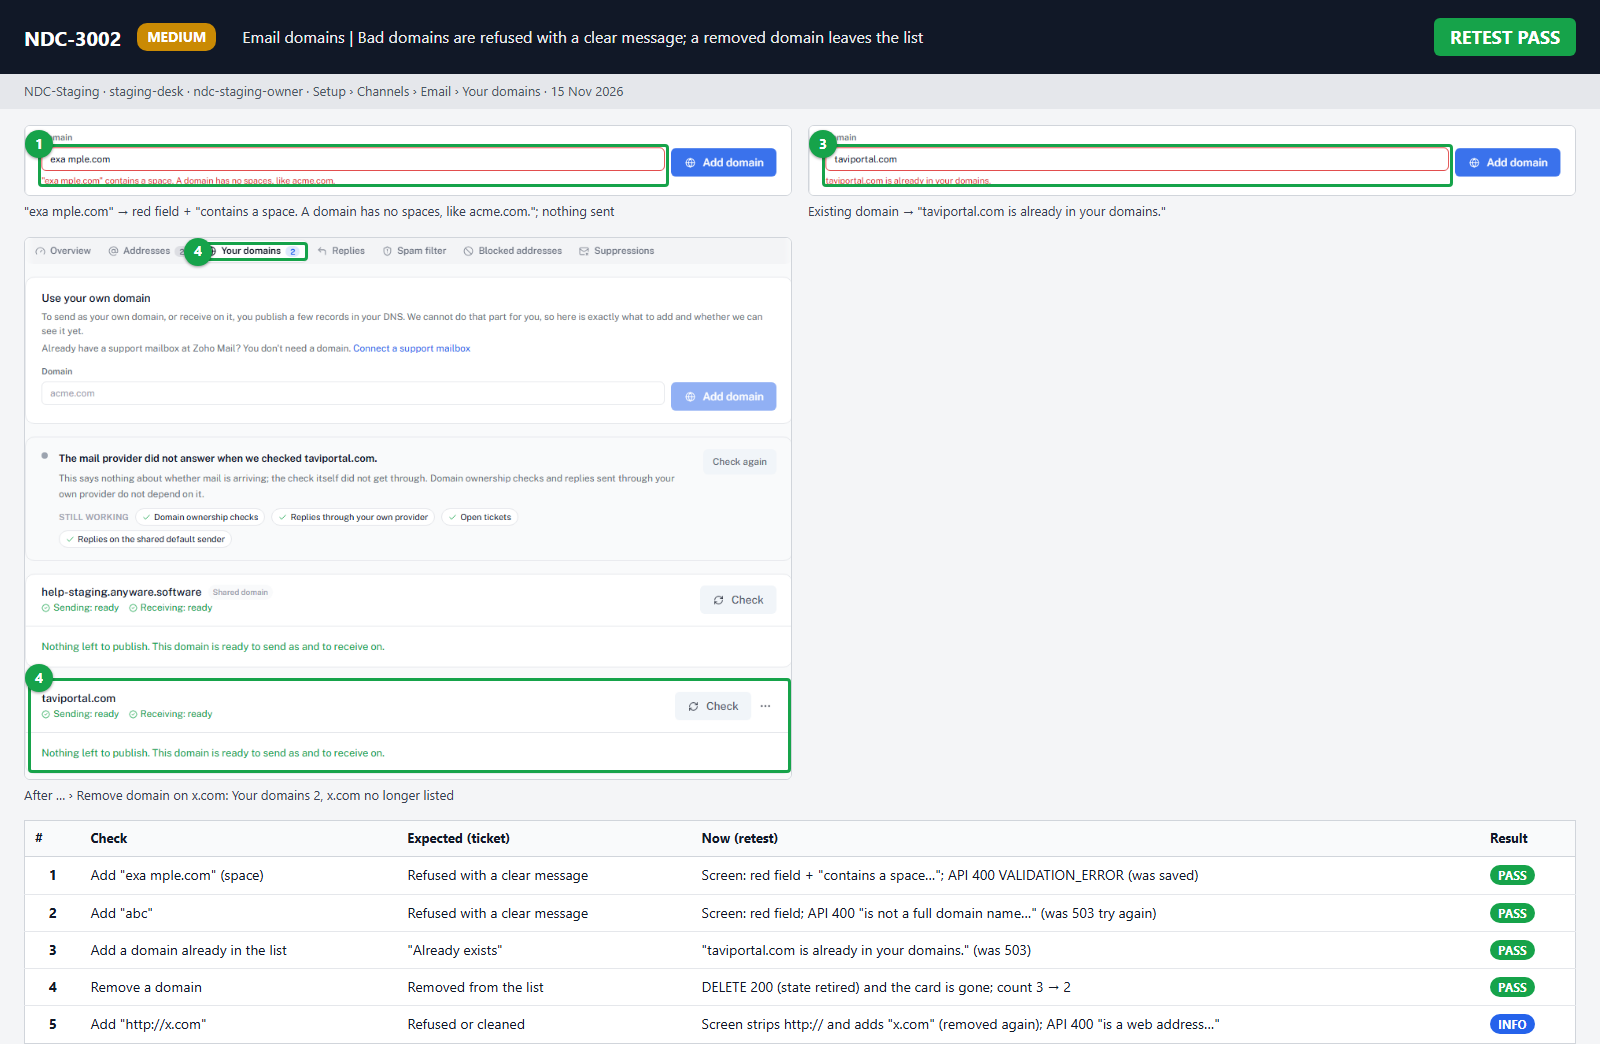 NDC-3002 MEDIUM Email domains | Bad domains are refused with a clear message; a removed domain leaves the list RETEST PASS
NDC-Staging · staging-desk · ndc-staging-owner · Setup › Channels › Email › Your domains · 15 Nov 2026
1 main
exa mple.com
Add domain
"exa mple.com" contains a space. A domain has no spaces, like acme.com.
"exa mple.com" → red field + "contains a space. A domain has no spaces, like acme.com."; nothing sent
3 main
taviportal.com
Add domain
taviportal.com is already in your domains.
Existing domain → "taviportal.com is already in your domains."
Overview Addresses 4 Your domains 2 Replies Spam filter Blocked addresses Suppressions
Use your own domain
To send as your own domain, or receive on it, you publish a few records in your DNS. We cannot do that part for you, so here is exactly what to add and whether we can
see it yet.
Already have a support mailbox at Zoho Mail? You don't need a domain. Connect a support mailbox
Domain
acme.com
Add domain
The mail provider did not answer when we checked taviportal.com.
Check again
This says nothing about whether mail is arriving; the check itself did not get through. Domain ownership checks and replies sent through your
own provider do not depend on it.
STILL WORKING Domain ownership checks Replies through your own provider Open tickets
Replies on the shared default sender
help-staging.anyware.software Shared domain
Sending: ready Receiving: ready
Check
Nothing left to publish. This domain is ready to send as and to receive on.
4
taviportal.com
Sending: ready Receiving: ready
Check ...
Nothing left to publish. This domain is ready to send as and to receive on.
After ... › Remove domain on x.com: Your domains 2, x.com no longer listed
# Check Expected (ticket) Now (retest) Result
1 Add "exa mple.com" (space) Refused with a clear message Screen: red field + "contains a space..."; API 400 VALIDATION_ERROR (was saved) PASS
2 Add "abc" Refused with a clear message Screen: red field; API 400 "is not a full domain name..." (was 503 try again) PASS
3 Add a domain already in the list "Already exists" "taviportal.com is already in your domains." (was 503) PASS
4 Remove a domain Removed from the list DELETE 200 (state retired) and the card is gone; count 3 → 2 PASS
5 Add "http://x.com" Refused or cleaned Screen strips http:// and adds "x.com" (removed again); API 400 "is a web address..." INFO